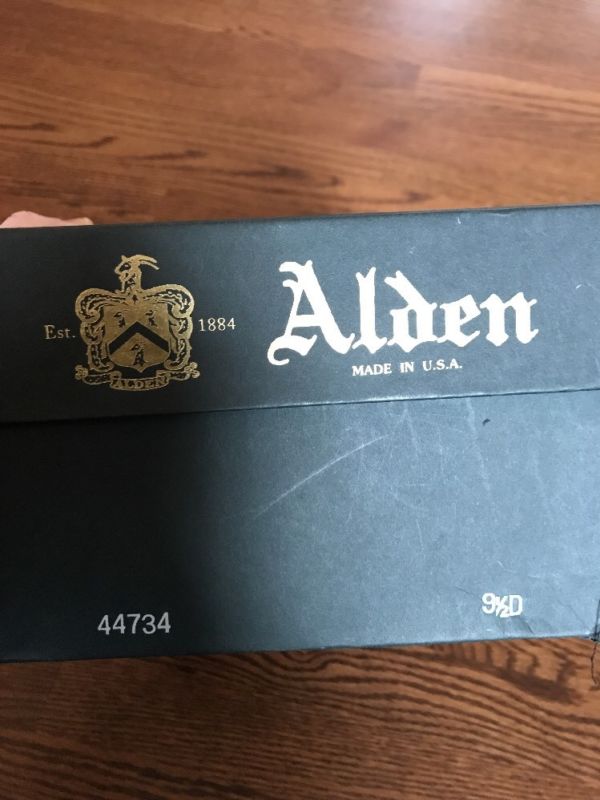 Est. 1884
ALDEN
Alden
MADE IN U.S.A.
44734
9½D